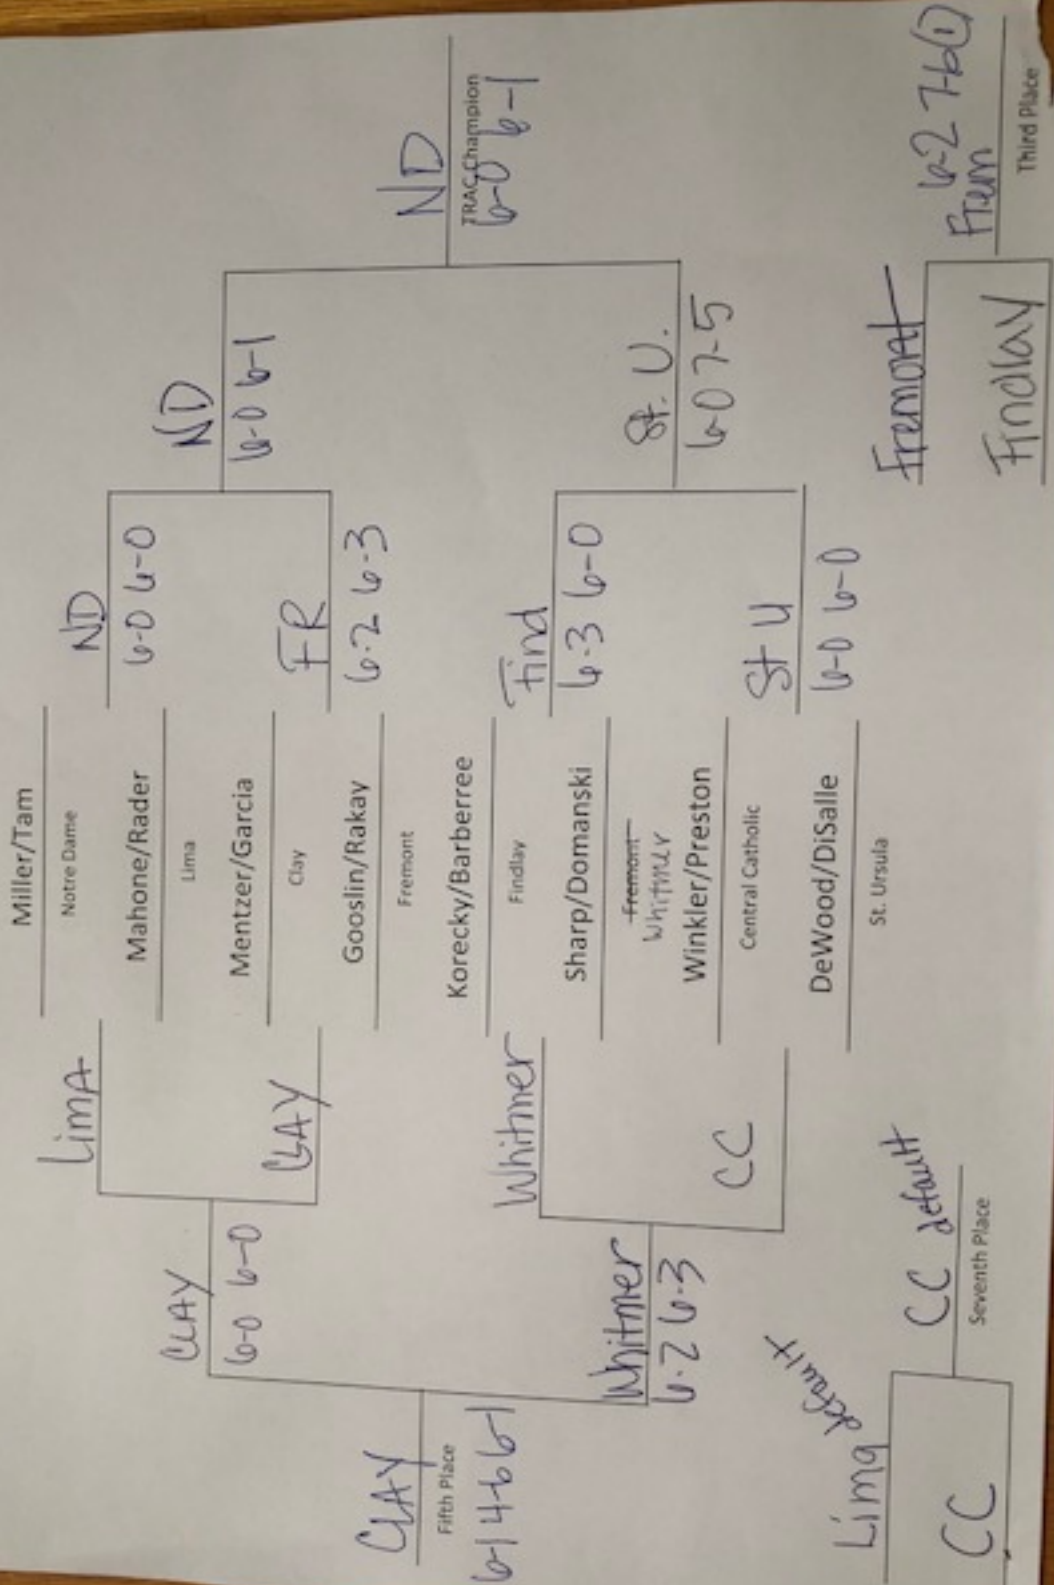 Miller/Tam
Notre Dame
Mahone/Rader
Lima
Mentzer/Garcia
Clay
Gooslin/Rakay
Fremont
Korecky/Barberree
Findlay
Sharp/Domanski
Fremont
Whitmer
Winkler/Preston
Central Catholic
DeWood/DiSalle
St. Ursula
ND
6-0 6-0
FR
6-2 6-3
Find
6-3 6-0
St U
6-0 6-0
ND
6-0 6-1
St. U.
6-0 7-5
ND
TRAC Champion
6-0 6-1
Fremont
Findlay
6-2 7-6(1)
Frem
Third Place
LimA
CLAY
Whitmer
CC
CLAY
6-0 6-0
Whitmer
6-2 6-3
CLAY
Fifth Place
6-1 4-6 6-1
Lima default
CC
CC default
Seventh Place